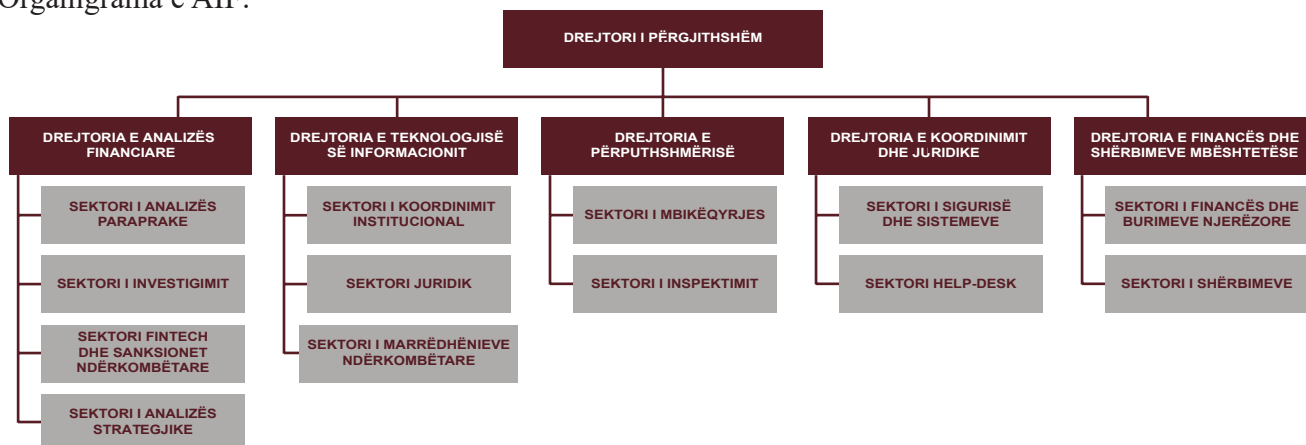 Organigrama e AIF:
DREJTORI I PËRGJITHSHËM
DREJTORIA E ANALIZËS
FINANCIARE
SEKTORI I ANALIZËS
PARAPRAKE
SEKTORI I INVESTIGIMIT
SEKTORI FINTECH
DHE SANKSIONET
NDËRKOMBËTARE
SEKTORI I ANALIZËS
STRATEGJIKE
DREJTORIA E TEKNOLOGJISË
SË INFORMACIONIT
SEKTORI I KOORDINIMIT
INSTITUCIONAL
SEKTORI JURIDIK
SEKTORI I MARRËDHËNIEVE
NDËRKOMBËTARE
DREJTORIA E
PËRPUTHSHMËRISË
SEKTORI I MBIKËQYRJES
SEKTORI I INSPEKTIMIT
DREJTORIA E KOORDINIMIT
DHE JURIDIKE
SEKTORI I SIGURISË
DHE SISTEMEVE
SEKTORI HELP-DESK
DREJTORIA E FINANCËS DHE
SHËRBIMEVE MBËSHTETËSE
SEKTORI I FINANCËS DHE
BURIMEVE NJERËZORE
SEKTORI I SHËRBIMEVE